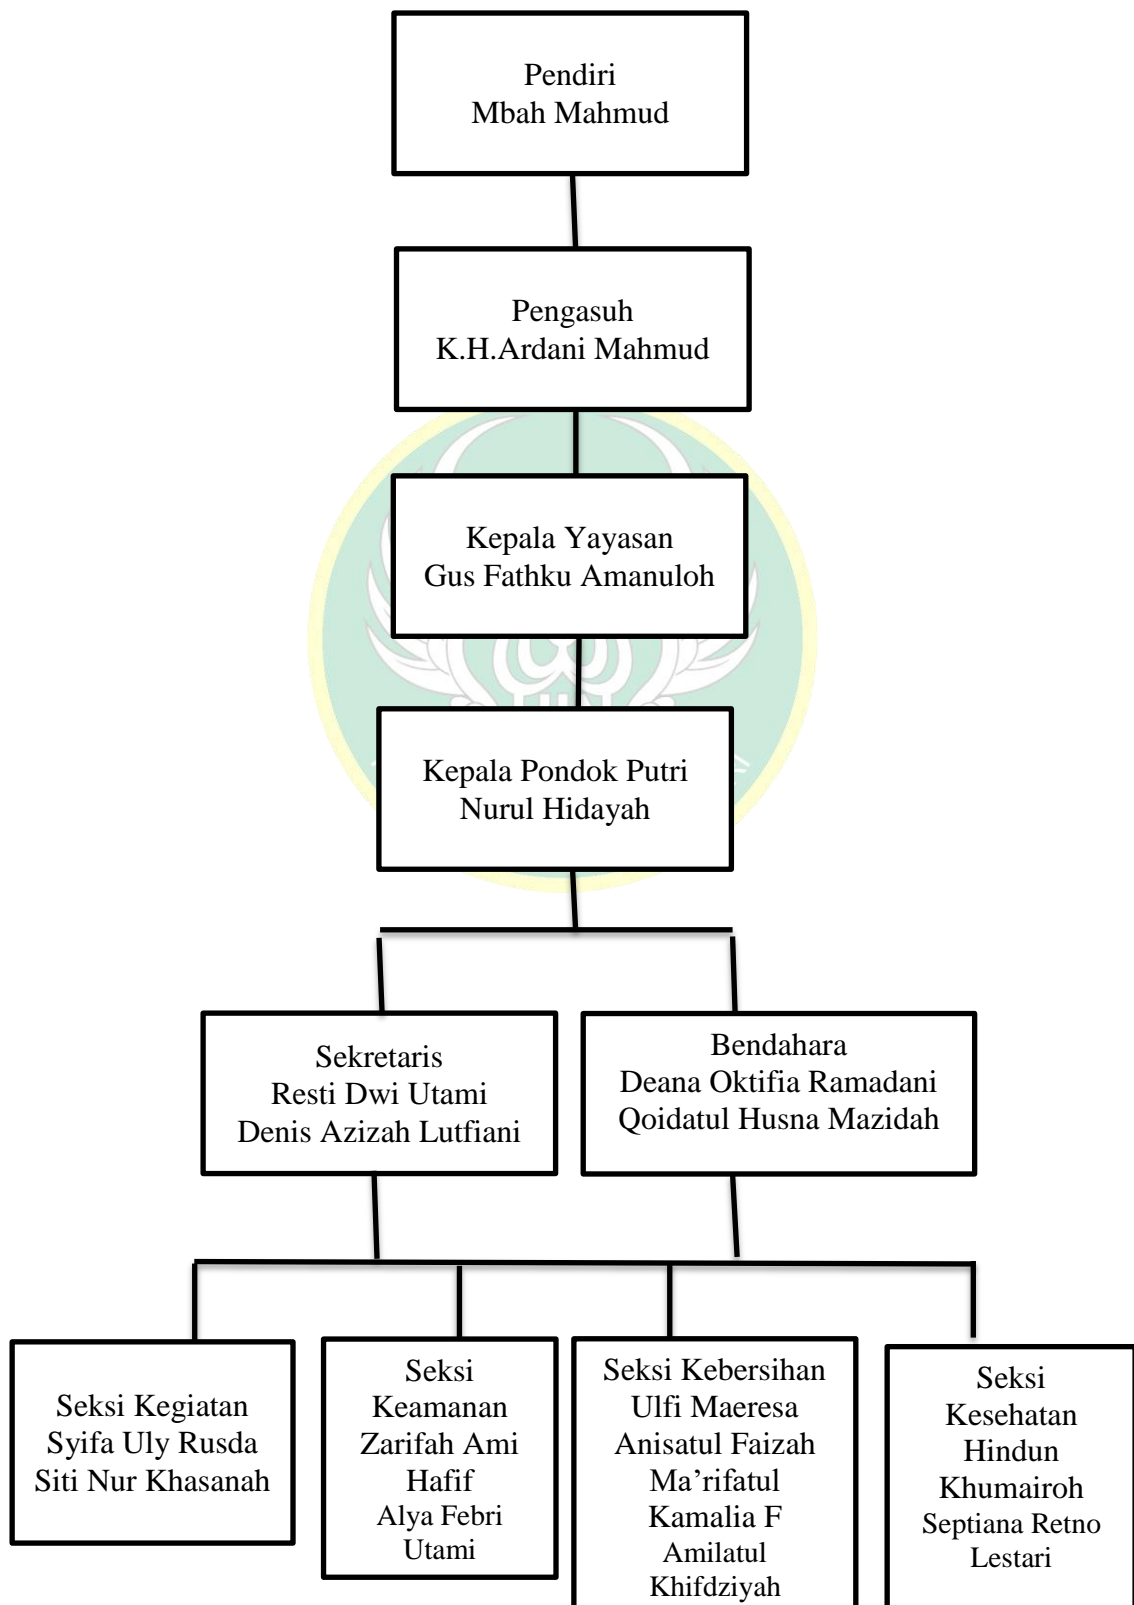 Pendiri
Mbah Mahmud
Pengasuh
K.H.Ardani Mahmud
Kepala Yayasan
Gus Fathku Amanuloh
Kepala Pondok Putri
Nurul Hidayah
Sekretaris
Resti Dwi Utami
Denis Azizah Lutfiani
Bendahara
Deana Oktifia Ramadani
Qoidatul Husna Mazidah
Seksi Kegiatan
Syifa Uly Rusda
Siti Nur Khasanah
Seksi
Keamanan
Zarifah Ami
Hafif
Alya Febri
Utami
Seksi Kebersihan
Ulfi Maeresa
Anisatul Faizah
Ma’rifatul
Kamalia F
Amilatul
Khifdziyah
Seksi
Kesehatan
Hindun
Khumairoh
Septiana Retno
Lestari